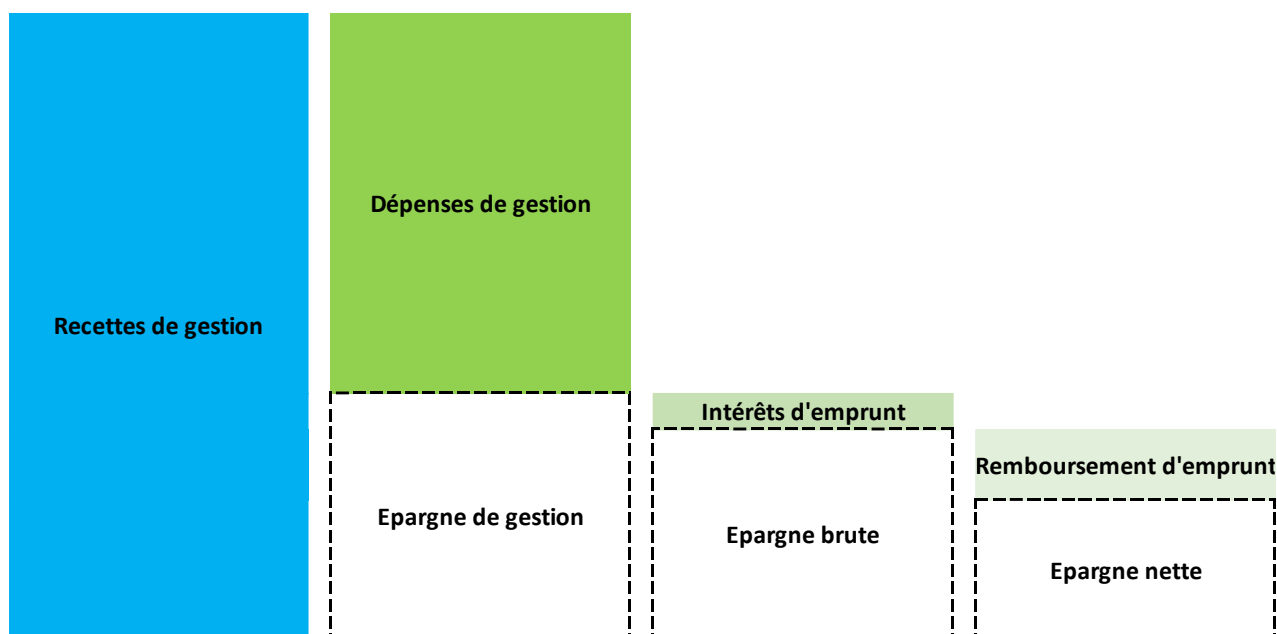 Recettes de gestion
Dépenses de gestion
Epargne de gestion
Intérêts d'emprunt
Epargne brute
Remboursement d'emprunt
Epargne nette